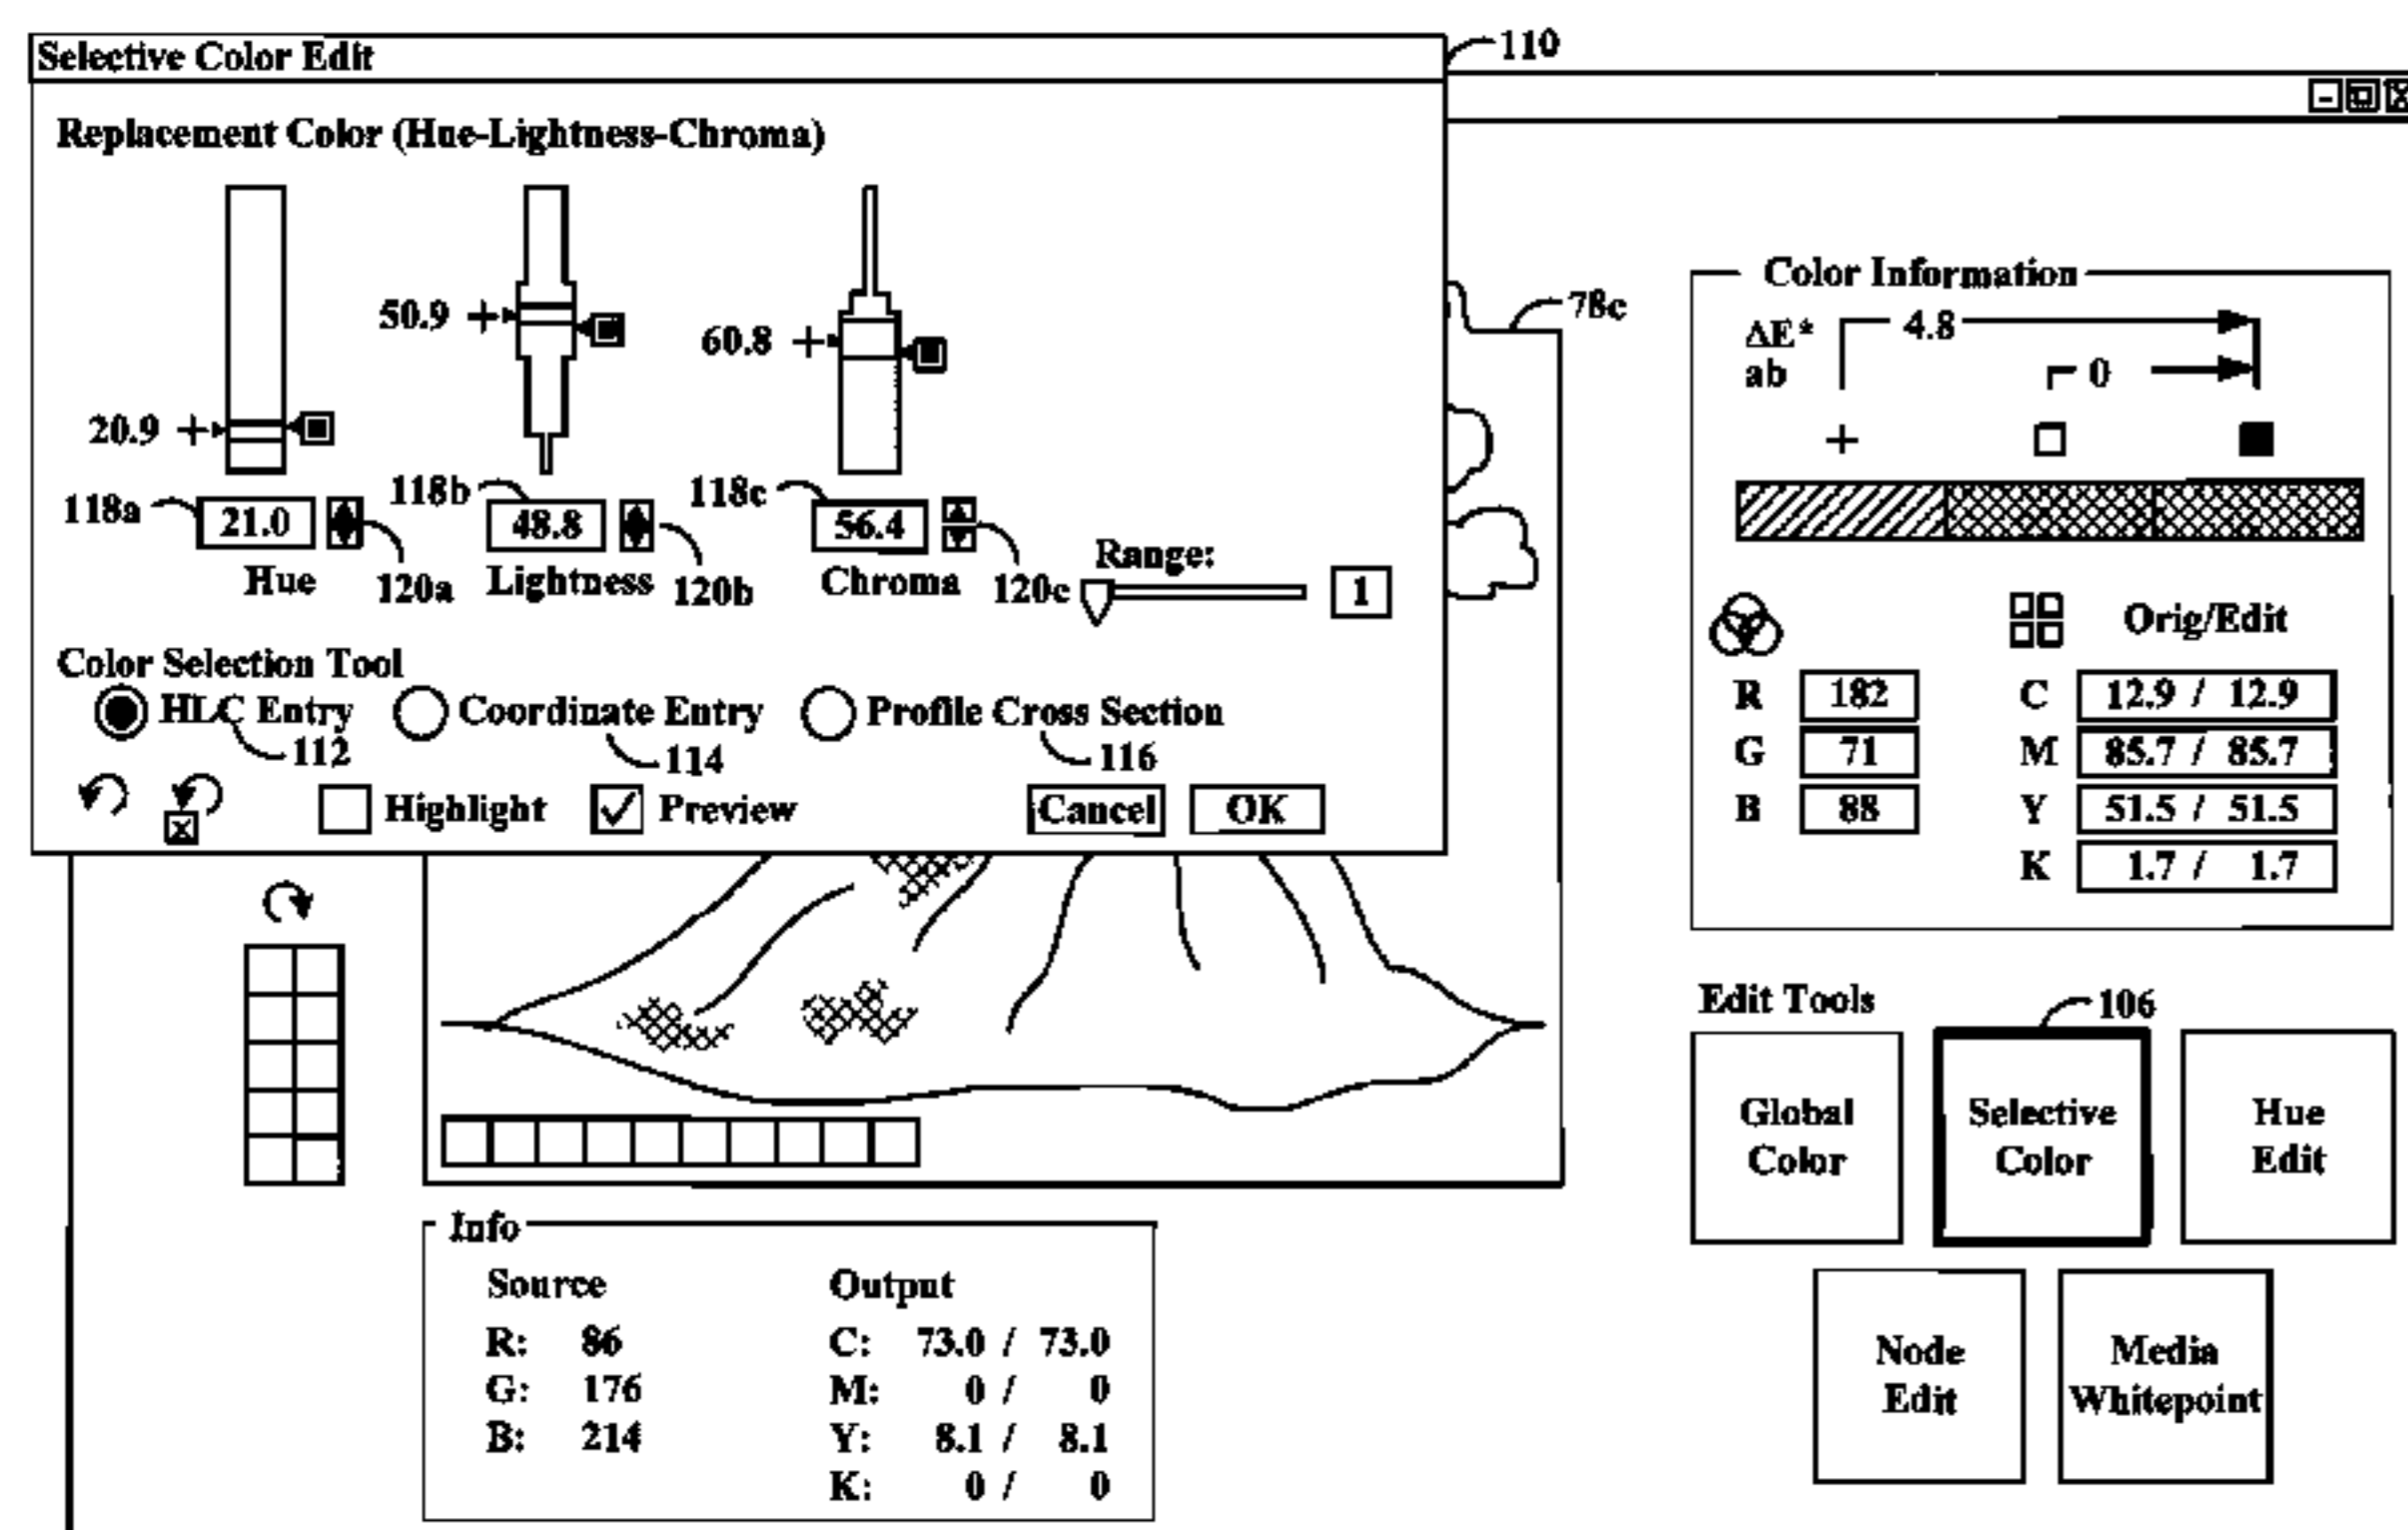 Selective Color Edit
110
Replacement Color (Hue-Lightness-Chroma)
50.9
60.8
20.9
118a
21.0
118b
48.8
118c
56.4
Hue
120a
Lightness
120b
Chroma
120c
Range:
1
Color Selection Tool
HLC Entry
Coordinate Entry
Profile Cross Section
112
114
116
x
Highlight
Preview
Cancel
OK
78c
Color Information
ΔE*
ab
4.8
0
Orig/Edit
R 182
C 12.9 / 12.9
G 71
M 85.7 / 85.7
B 88
Y 51.5 / 51.5
K 1.7 / 1.7
Edit Tools
106
Global
Color
Selective
Color
Hue
Edit
Node
Edit
Media
Whitepoint
Info
Source Output
R: 86 C: 73.0 / 73.0
G: 176 M: 0 / 0
B: 214 Y: 8.1 / 8.1
K: 0 / 0